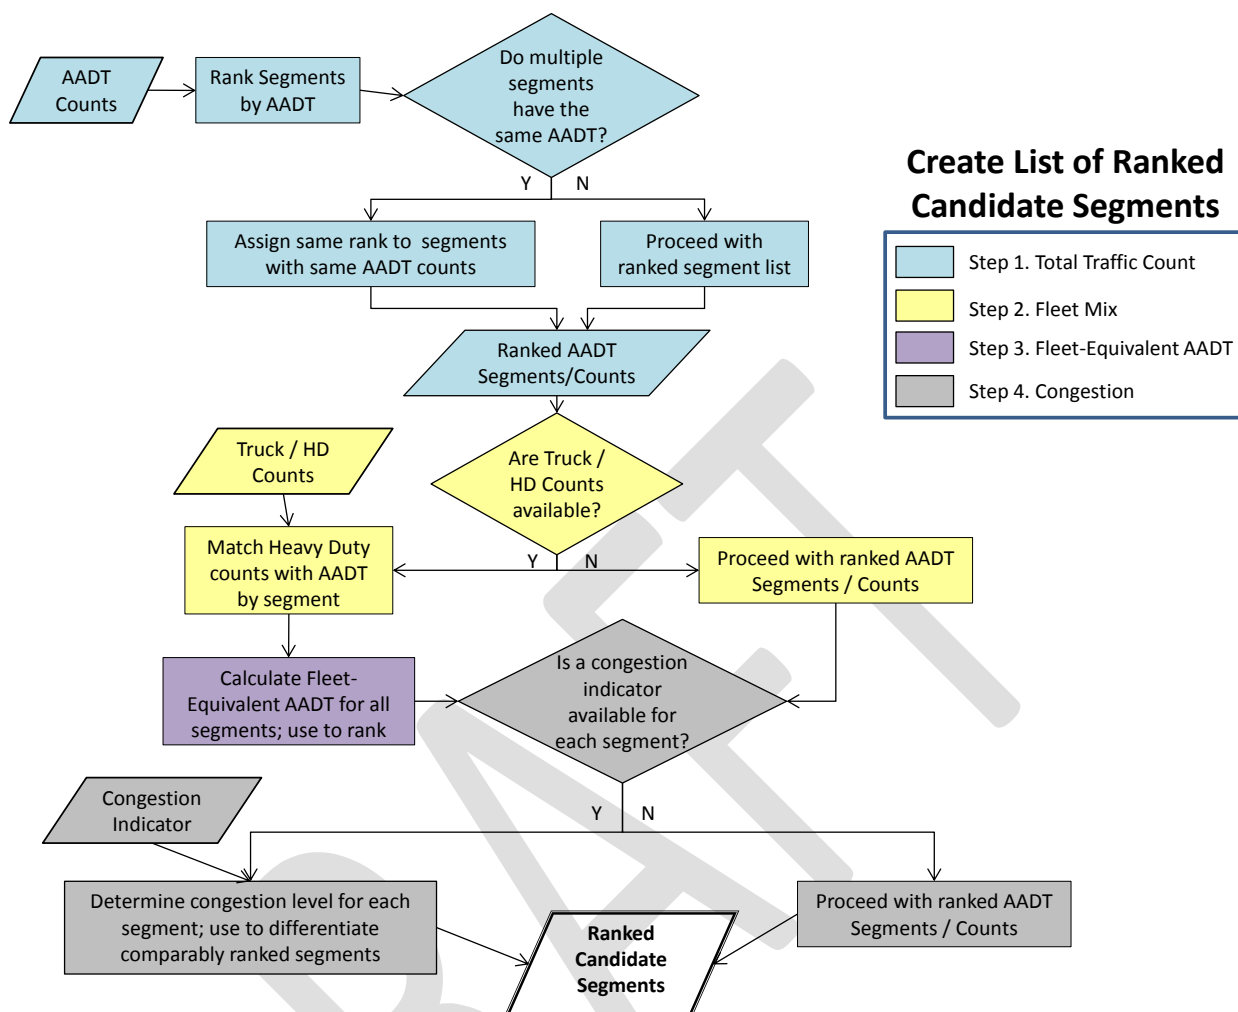 AADT
Counts
Rank Segments
by AADT
Do multiple
segments
have the
same AADT?
Y
N
Create List of Ranked
Candidate Segments
Step 1. Total Traffic Count
Step 2. Fleet Mix
Step 3. Fleet-Equivalent AADT
Step 4. Congestion
Assign same rank to segments
with same AADT counts
Proceed with
ranked segment list
Ranked AADT
Segments/Counts
Truck / HD
Counts
Are Truck /
HD Counts
available?
Y
N
Match Heavy Duty
counts with AADT
by segment
Proceed with ranked AADT
Segments / Counts
Calculate Fleet-
Equivalent AADT for all
segments; use to rank
Is a congestion
indicator
available for
each segment?
Y
N
Congestion
Indicator
Determine congestion level for each
segment; use to differentiate
comparably ranked segments
Proceed with ranked AADT
Segments / Counts
Ranked
Candidate
Segments
DRAFT